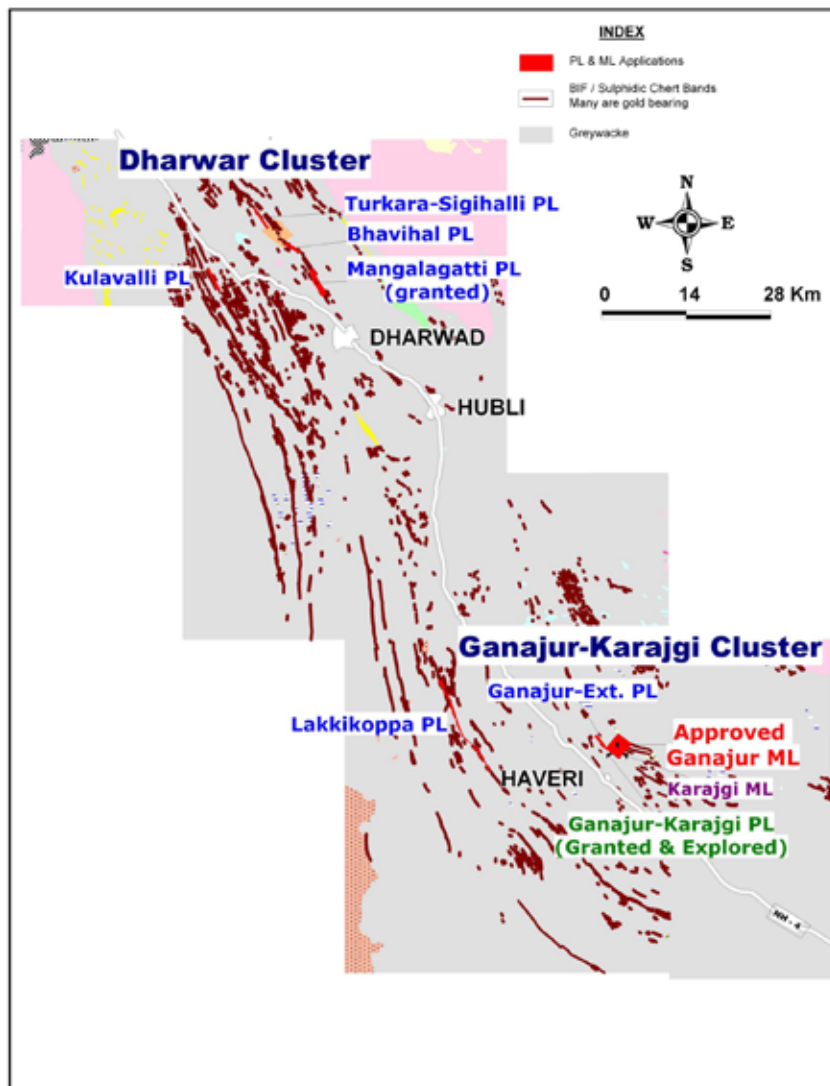 INDEX
PL & ML Applications
BIF / Sulphidic Chert Bands
Many are gold bearing
Greywacke
N
W E
S
0 14 28 Km
Dharwar Cluster
Turkara-Sigihalli PL
Bhavihal PL
Kulavalli PL
Mangalagatti PL
(granted)
DHARWAD
HUBLI
Ganajur-Karajgi Cluster
Ganajur-Ext. PL
Lakkikoppa PL
Approved
Ganajur ML
HAVERI
Karajgi ML
Ganajur-Karajgi PL
(Granted & Explored)
NH - 4